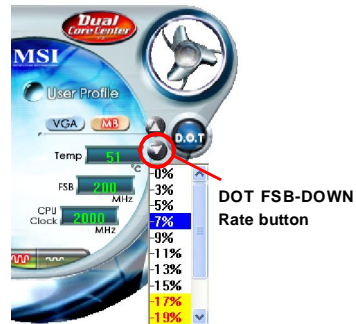 Dual
Core Center
MSI
User Profile
VGA
MB
D.O.T
Temp 51
°C
FSB 200
MHz
CPU
Clock 2000
MHz
-0%
-3%
-5%
-7%
-9%
-11%
-13%
-15%
-17%
-19%
DOT FSB-DOWN
Rate button